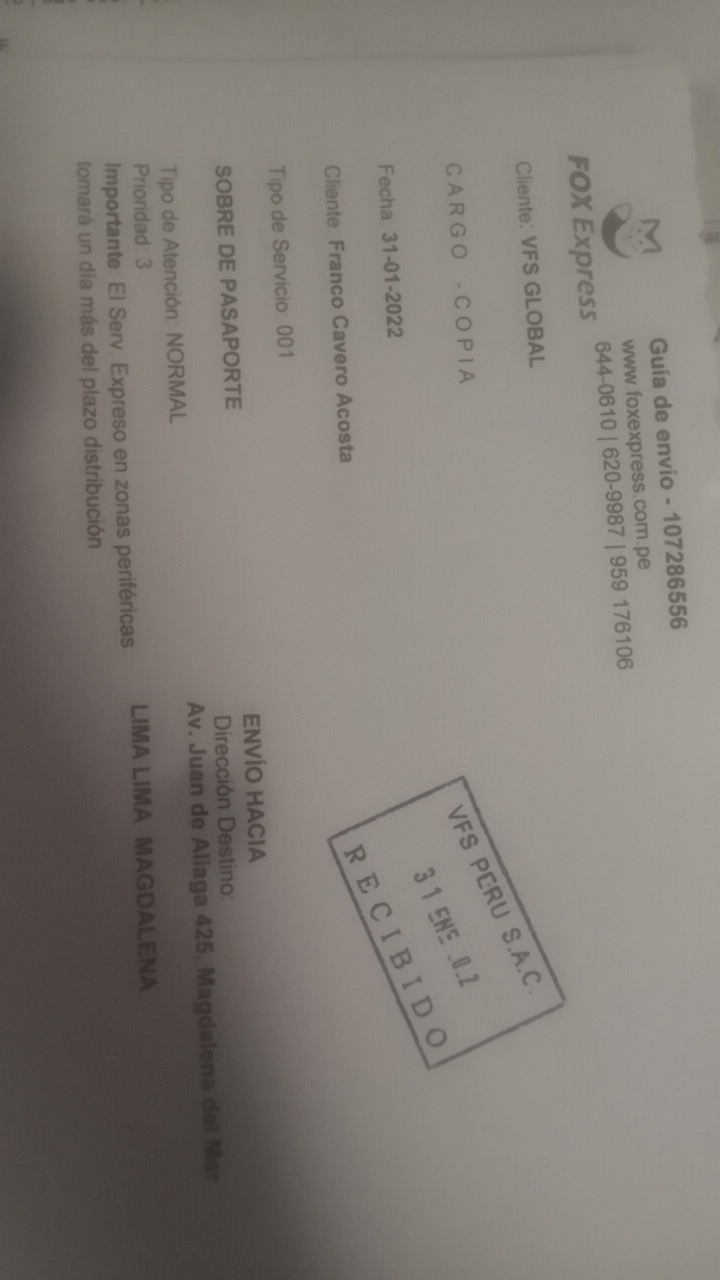 Guía de envío - 107286556
www.foxexpress.com.pe
644-0610 | 620-9987 | 959 176106
FOX Express
Cliente: VFS GLOBAL
CARGO - COPIA
Fecha: 31-01-2022
Cliente: Franco Cavero Acosta
Tipo de Servicio: 001
SOBRE DE PASAPORTE
Tipo de Atención: NORMAL
Prioridad: 3
Importante: El Serv. Expreso en zonas periféricas
tomará un día más del plazo distribución
VFS PERU S.A.C.
31 ENE
RECIBIDO
ENVÍO HACIA
Dirección Destino:
Av. Juan de Aliaga 425. Magdalena del Mar
LIMA LIMA MAGDALENA